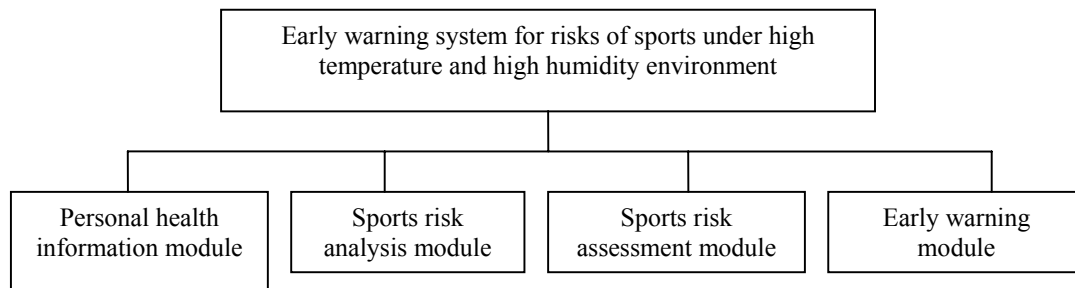 Early warning system for risks of sports under high
temperature and high humidity environment
Personal health
information module
Sports risk
analysis module
Sports risk
assessment module
Early warning
module